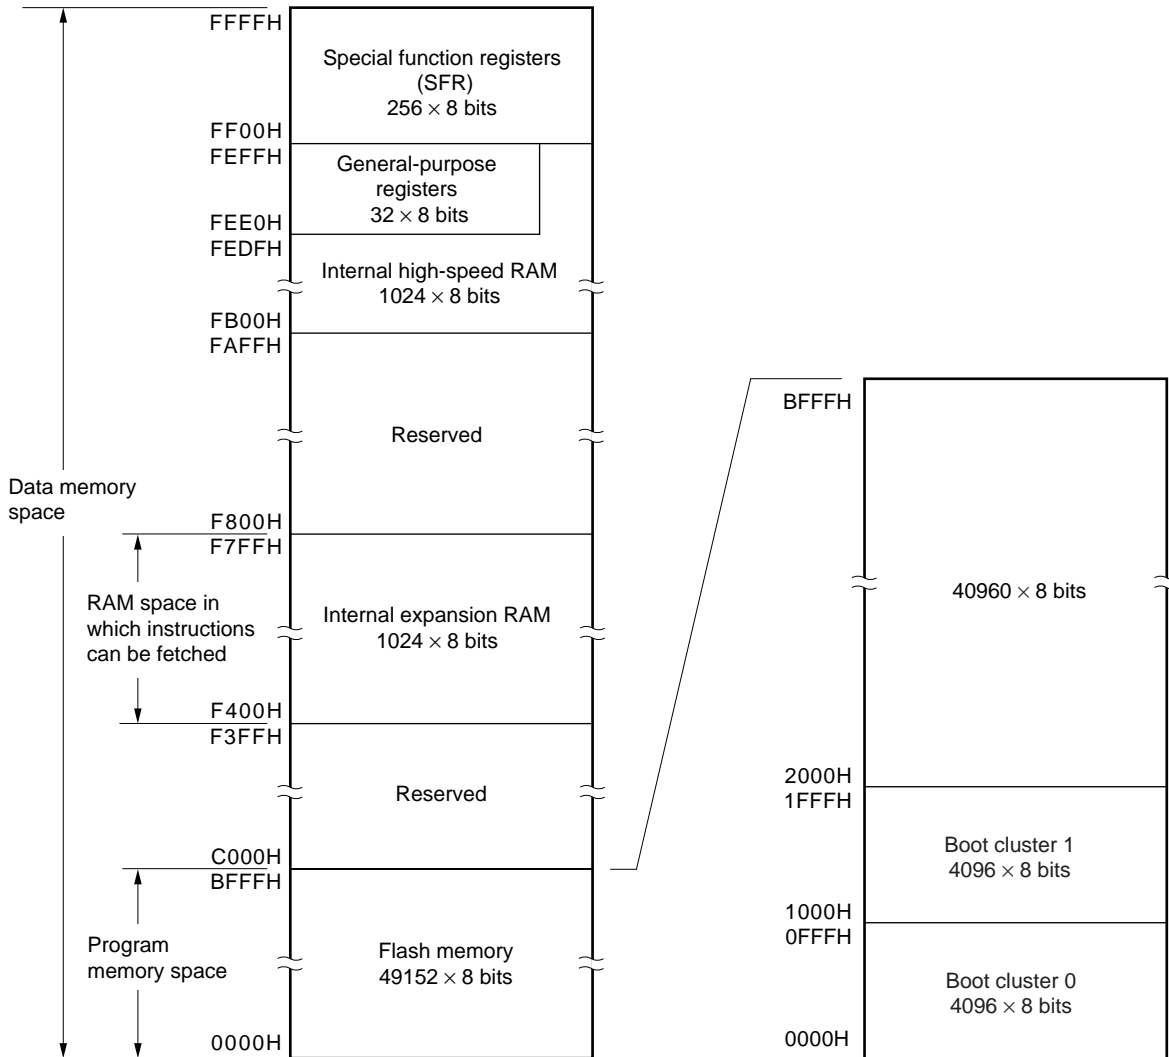 FFFFH
Special function registers
(SFR)
256 × 8 bits
FF00H
FEFFH
General-purpose
registers
32 × 8 bits
FEE0H
FEDFH
Internal high-speed RAM
1024 × 8 bits
FB00H
FAFFH
Reserved
Data memory
space
F800H
F7FFH
RAM space in
which instructions
can be fetched
Internal expansion RAM
1024 × 8 bits
F400H
F3FFH
Reserved
C000H
BFFFH
Program
memory space
Flash memory
49152 × 8 bits
0000H
BFFFH
40960 × 8 bits
2000H
1FFFH
Boot cluster 1
4096 × 8 bits
1000H
0FFFH
Boot cluster 0
4096 × 8 bits
0000H